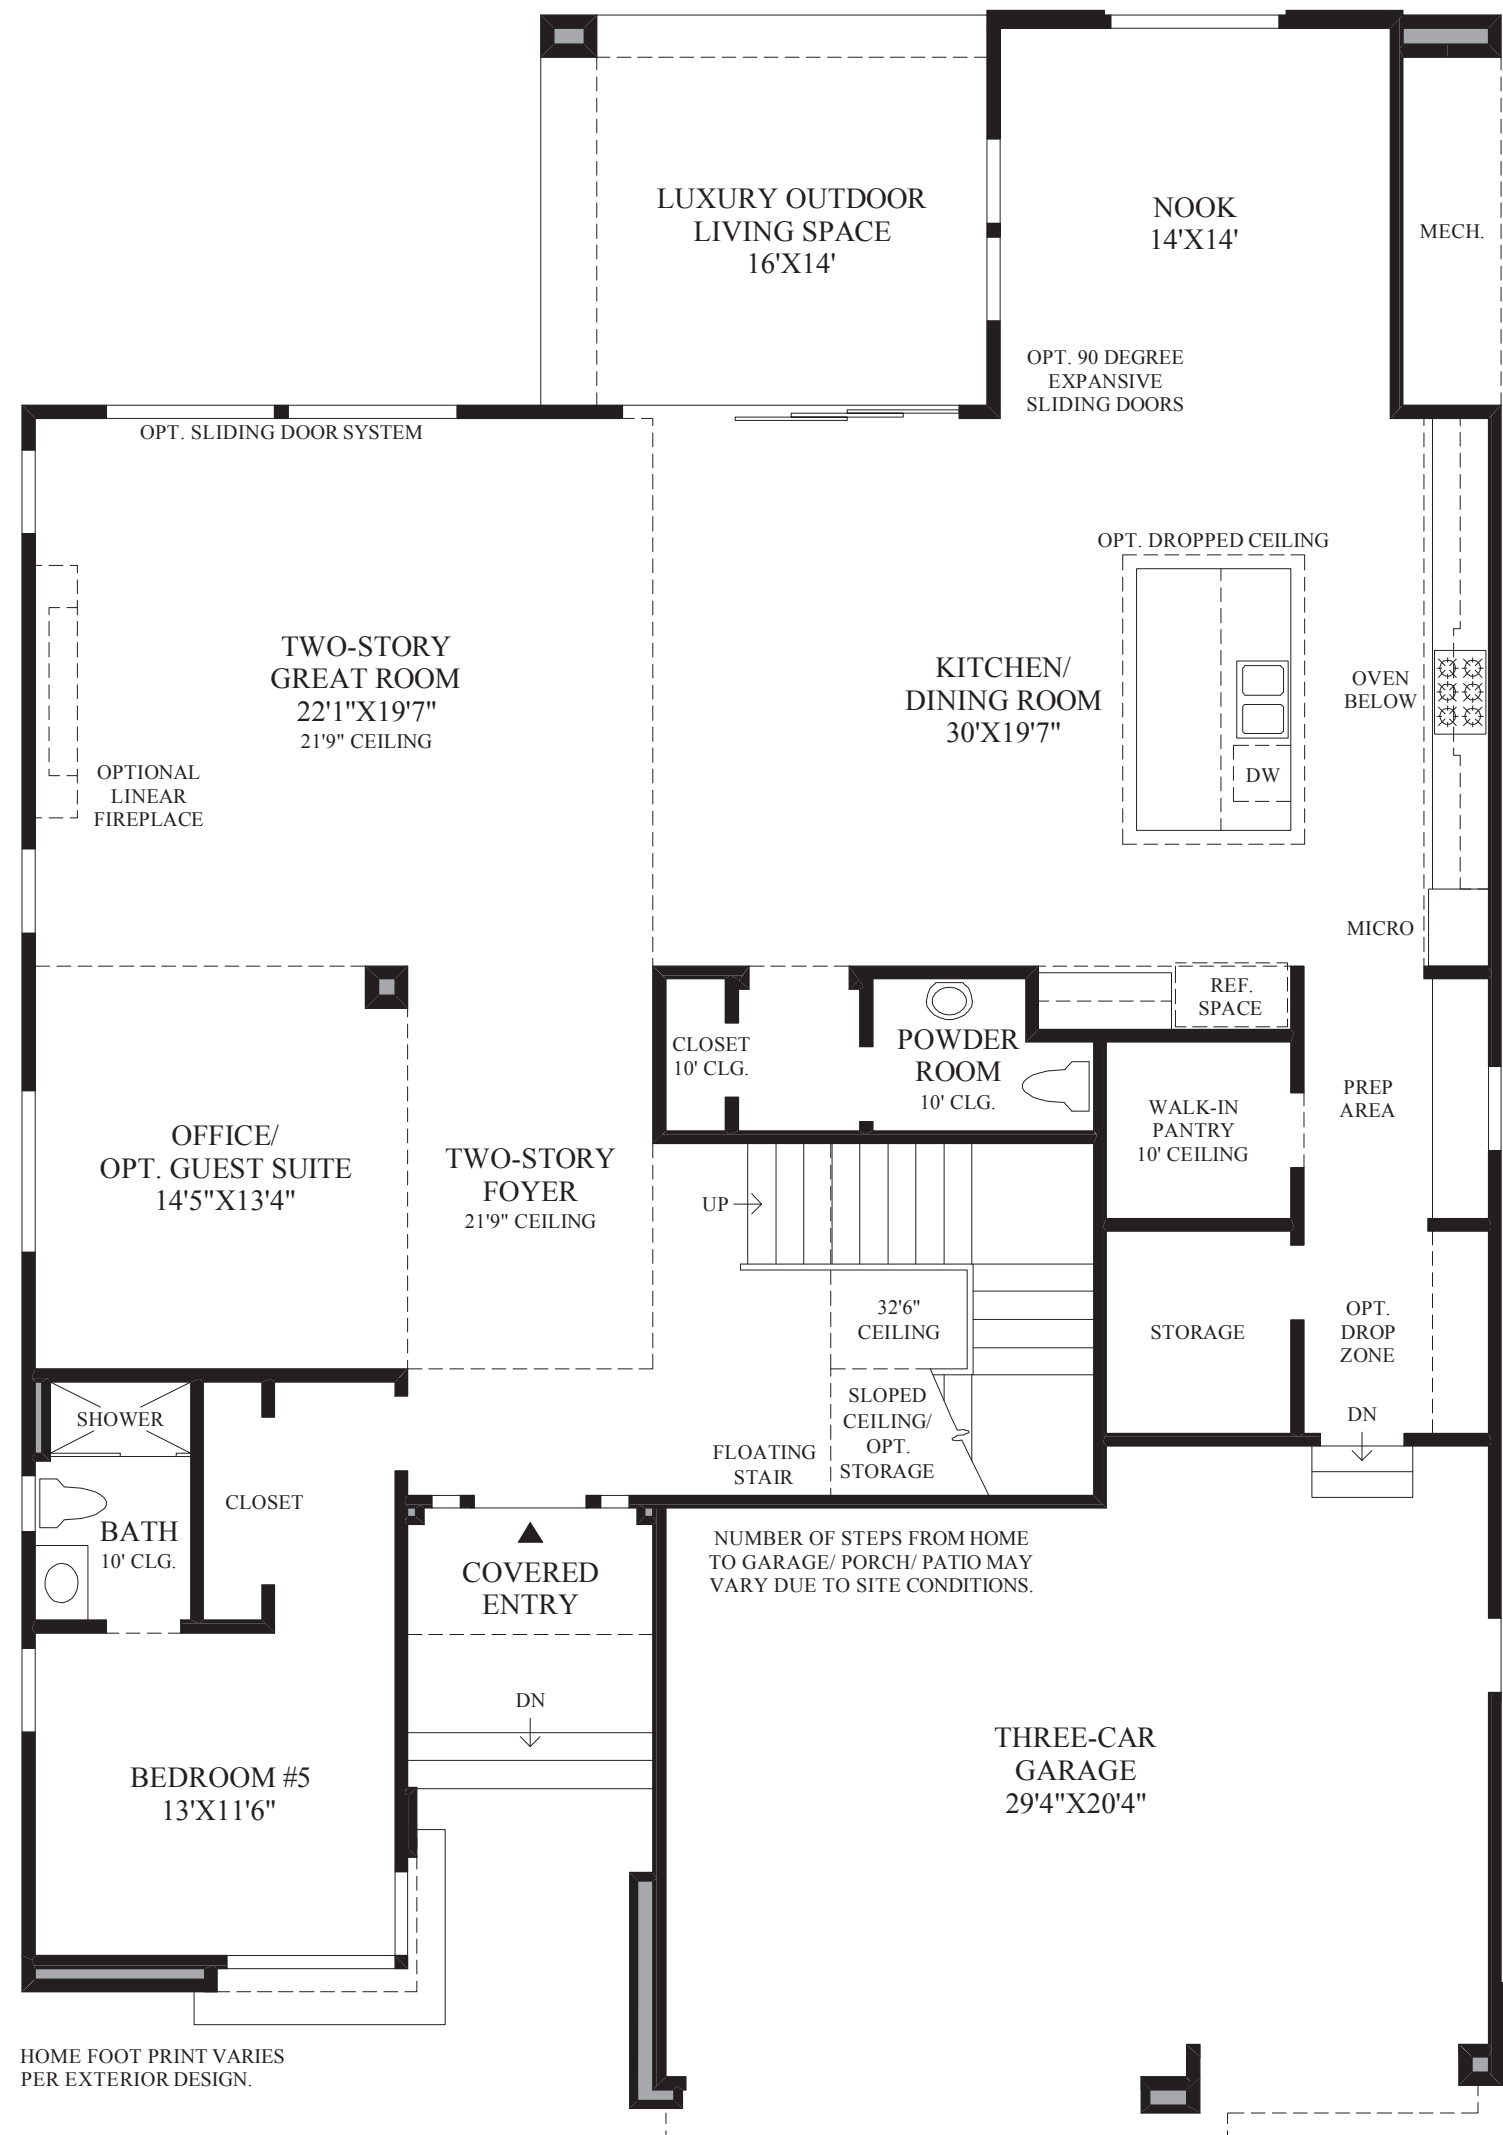 LUXURY OUTDOOR
LIVING SPACE
16'X14'
NOOK
14'X14'
MECH.
OPT. 90 DEGREE
EXPANSIVE
SLIDING DOORS
OPT. SLIDING DOOR SYSTEM
OPT. DROPPED CEILING
TWO-STORY
GREAT ROOM
22'1"X19'7"
21'9" CEILING
KITCHEN/
DINING ROOM
30'X19'7"
OVEN
BELOW
DW
OPTIONAL
LINEAR
FIREPLACE
MICRO
REF.
SPACE
CLOSET
10' CLG.
POWDER
ROOM
10' CLG.
WALK-IN
PANTRY
10' CEILING
PREP
AREA
OFFICE/
OPT. GUEST SUITE
14'5"X13'4"
TWO-STORY
FOYER
21'9" CEILING
UP
32'6"
CEILING
STORAGE
OPT.
DROP
ZONE
DN
SHOWER
SLOPED
CEILING/
OPT.
STORAGE
FLOATING
STAIR
CLOSET
BATH
10' CLG.
COVERED
ENTRY
DN
NUMBER OF STEPS FROM HOME
TO GARAGE/ PORCH/ PATIO MAY
VARY DUE TO SITE CONDITIONS.
BEDROOM #5
13'X11'6"
THREE-CAR
GARAGE
29'4"X20'4"
HOME FOOT PRINT VARIES
PER EXTERIOR DESIGN.